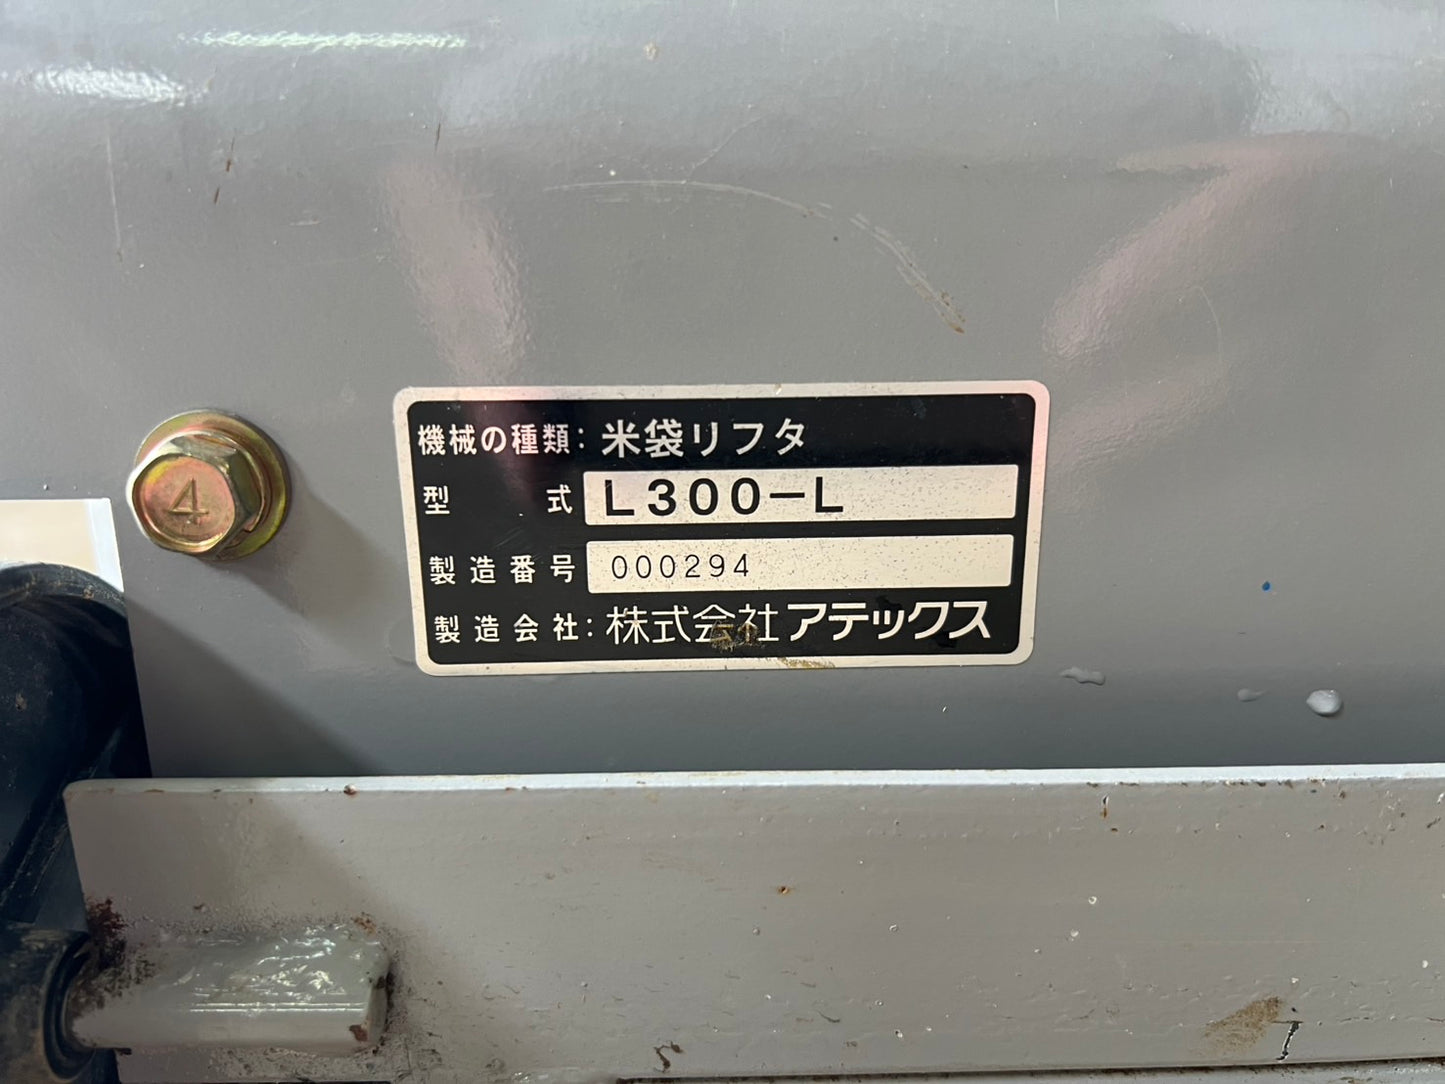 4
機械の種類: 米袋リフタ
型式 L300-L
製造番号 000294
製造会社: 株式会社アテックス